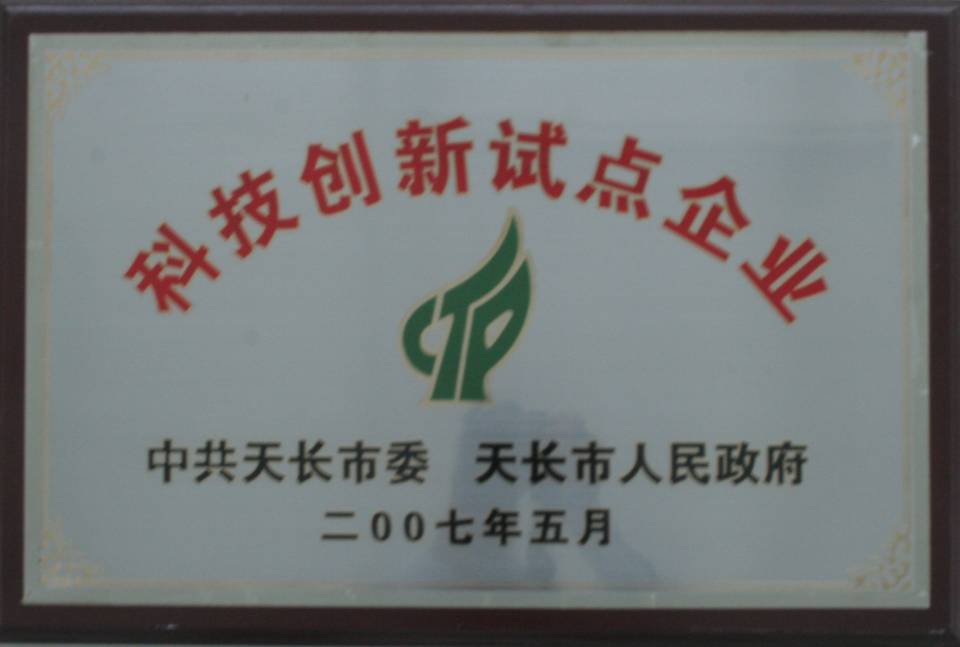 科技创新试点企业
CTP
中共天长市委 天长市人民政府
二00七年五月